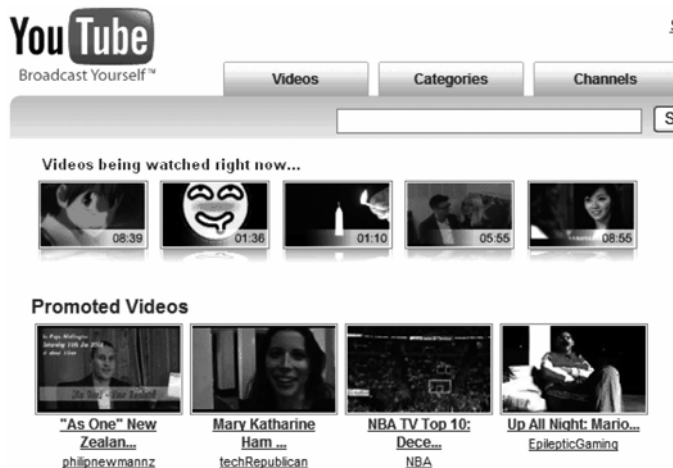 YouTube
Broadcast Yourself™
Videos
Categories
Channels
Videos being watched right now...
08:39
01:36
01:10
05:55
08:55
Promoted Videos
"As One" New Zealan...
philipnewmannz
Mary Katharine Ham ...
techRepublican
NBA TV Top 10: Dece...
NBA
Up All Night: Mario...
EpilepticGaming